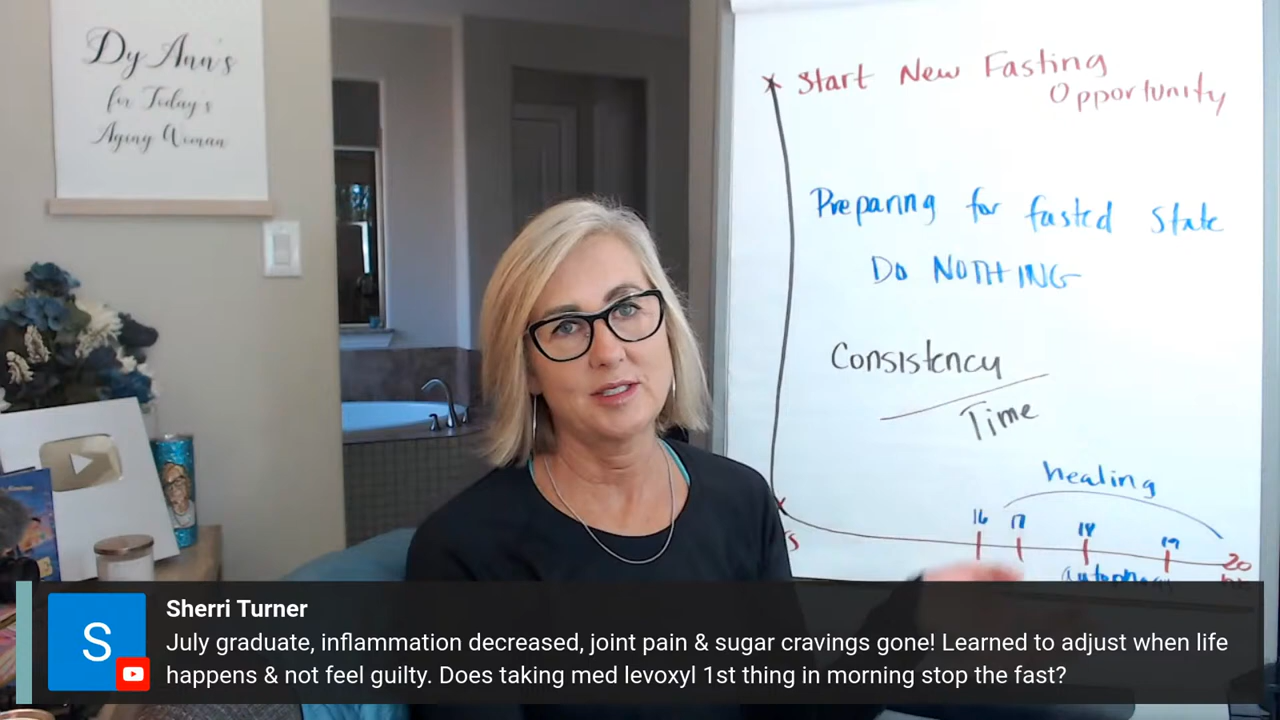 Dy Ann's
for Today's
Aging Woman
Start New Fasting
Opportunity
Preparing for fasted state
DO NOTHING
Consistency
Time
healing
16 17 18 19 20
Sherri Turner
S
July graduate, inflammation decreased, joint pain & sugar cravings gone! Learned to adjust when life
happens & not feel guilty. Does taking med levoxyl 1st thing in morning stop the fast?